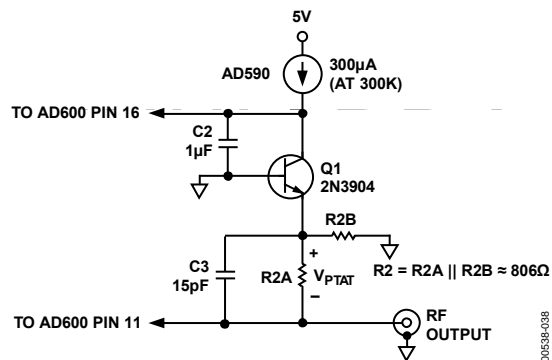 5V
AD590
300µA
(AT 300K)
TO AD600 PIN 16
C2
1µF
Q1
2N3904
R2B
C3
15pF
R2A
+
VPTAT
–
R2 = R2A || R2B ≈ 806Ω
TO AD600 PIN 11
RF
OUTPUT
00538-038